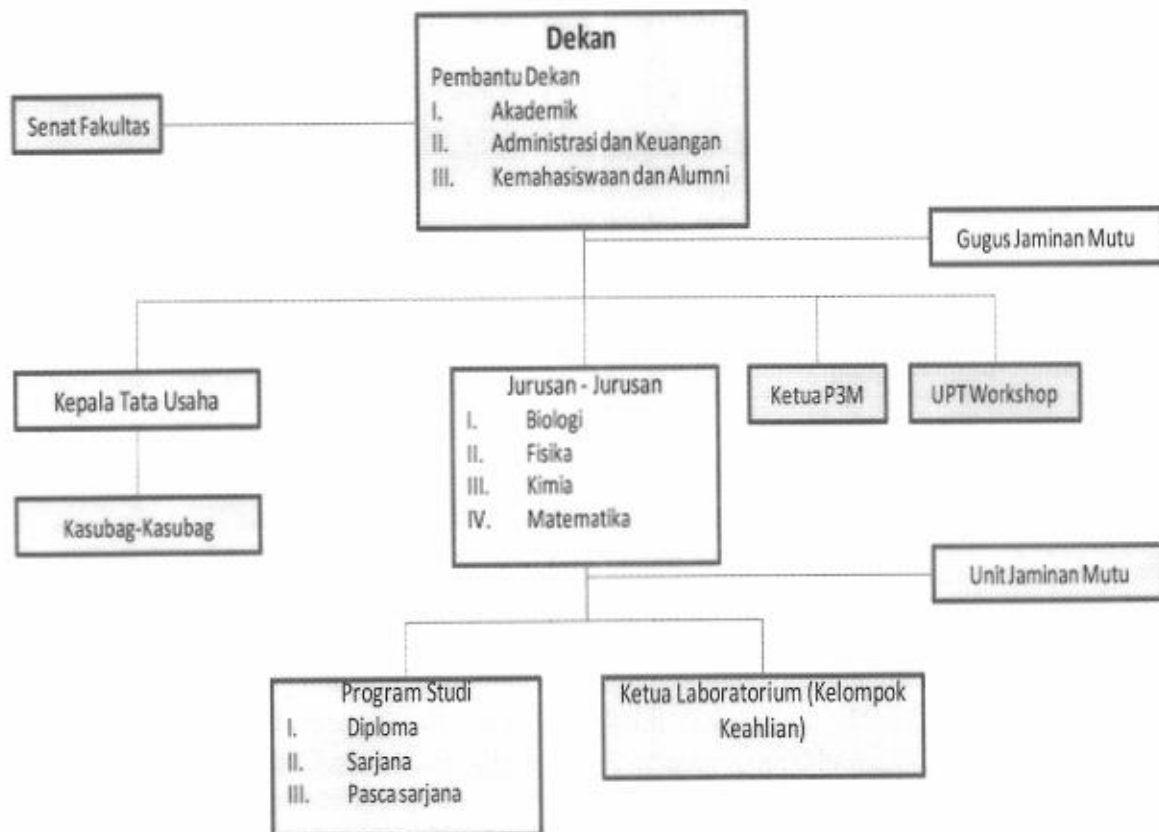 Dekan
Pembantu Dekan
I. Akademik
II. Administrasi dan Keuangan
III. Kemahasiswaan dan Alumni
Senat Fakultas
Gugus Jaminan Mutu
Kepala Tata Usaha
Kasubag-Kasubag
Jurusan - Jurusan
I. Biologi
II. Fisika
III. Kimia
IV. Matematika
Ketua P3M
UPT Workshop
Unit Jaminan Mutu
Program Studi
I. Diploma
II. Sarjana
III. Pasca sarjana
Ketua Laboratorium (Kelompok
Keahlian)